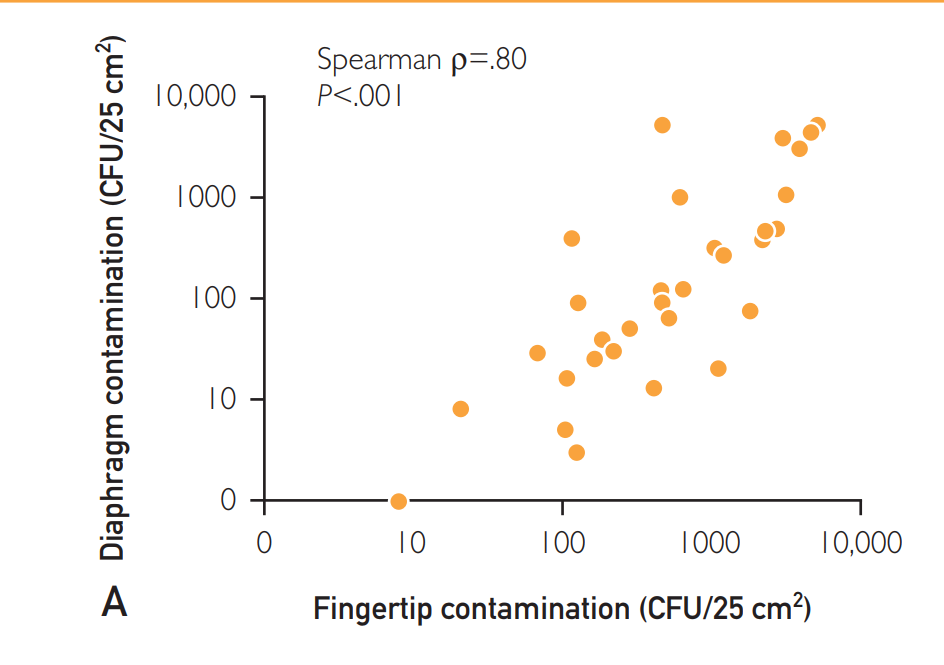 Spearman ρ=.80
P<.001
Diaphragm contamination (CFU/25 cm²)
10,000
1000
100
10
0
0 10 100 1000 10,000
A
Fingertip contamination (CFU/25 cm²)